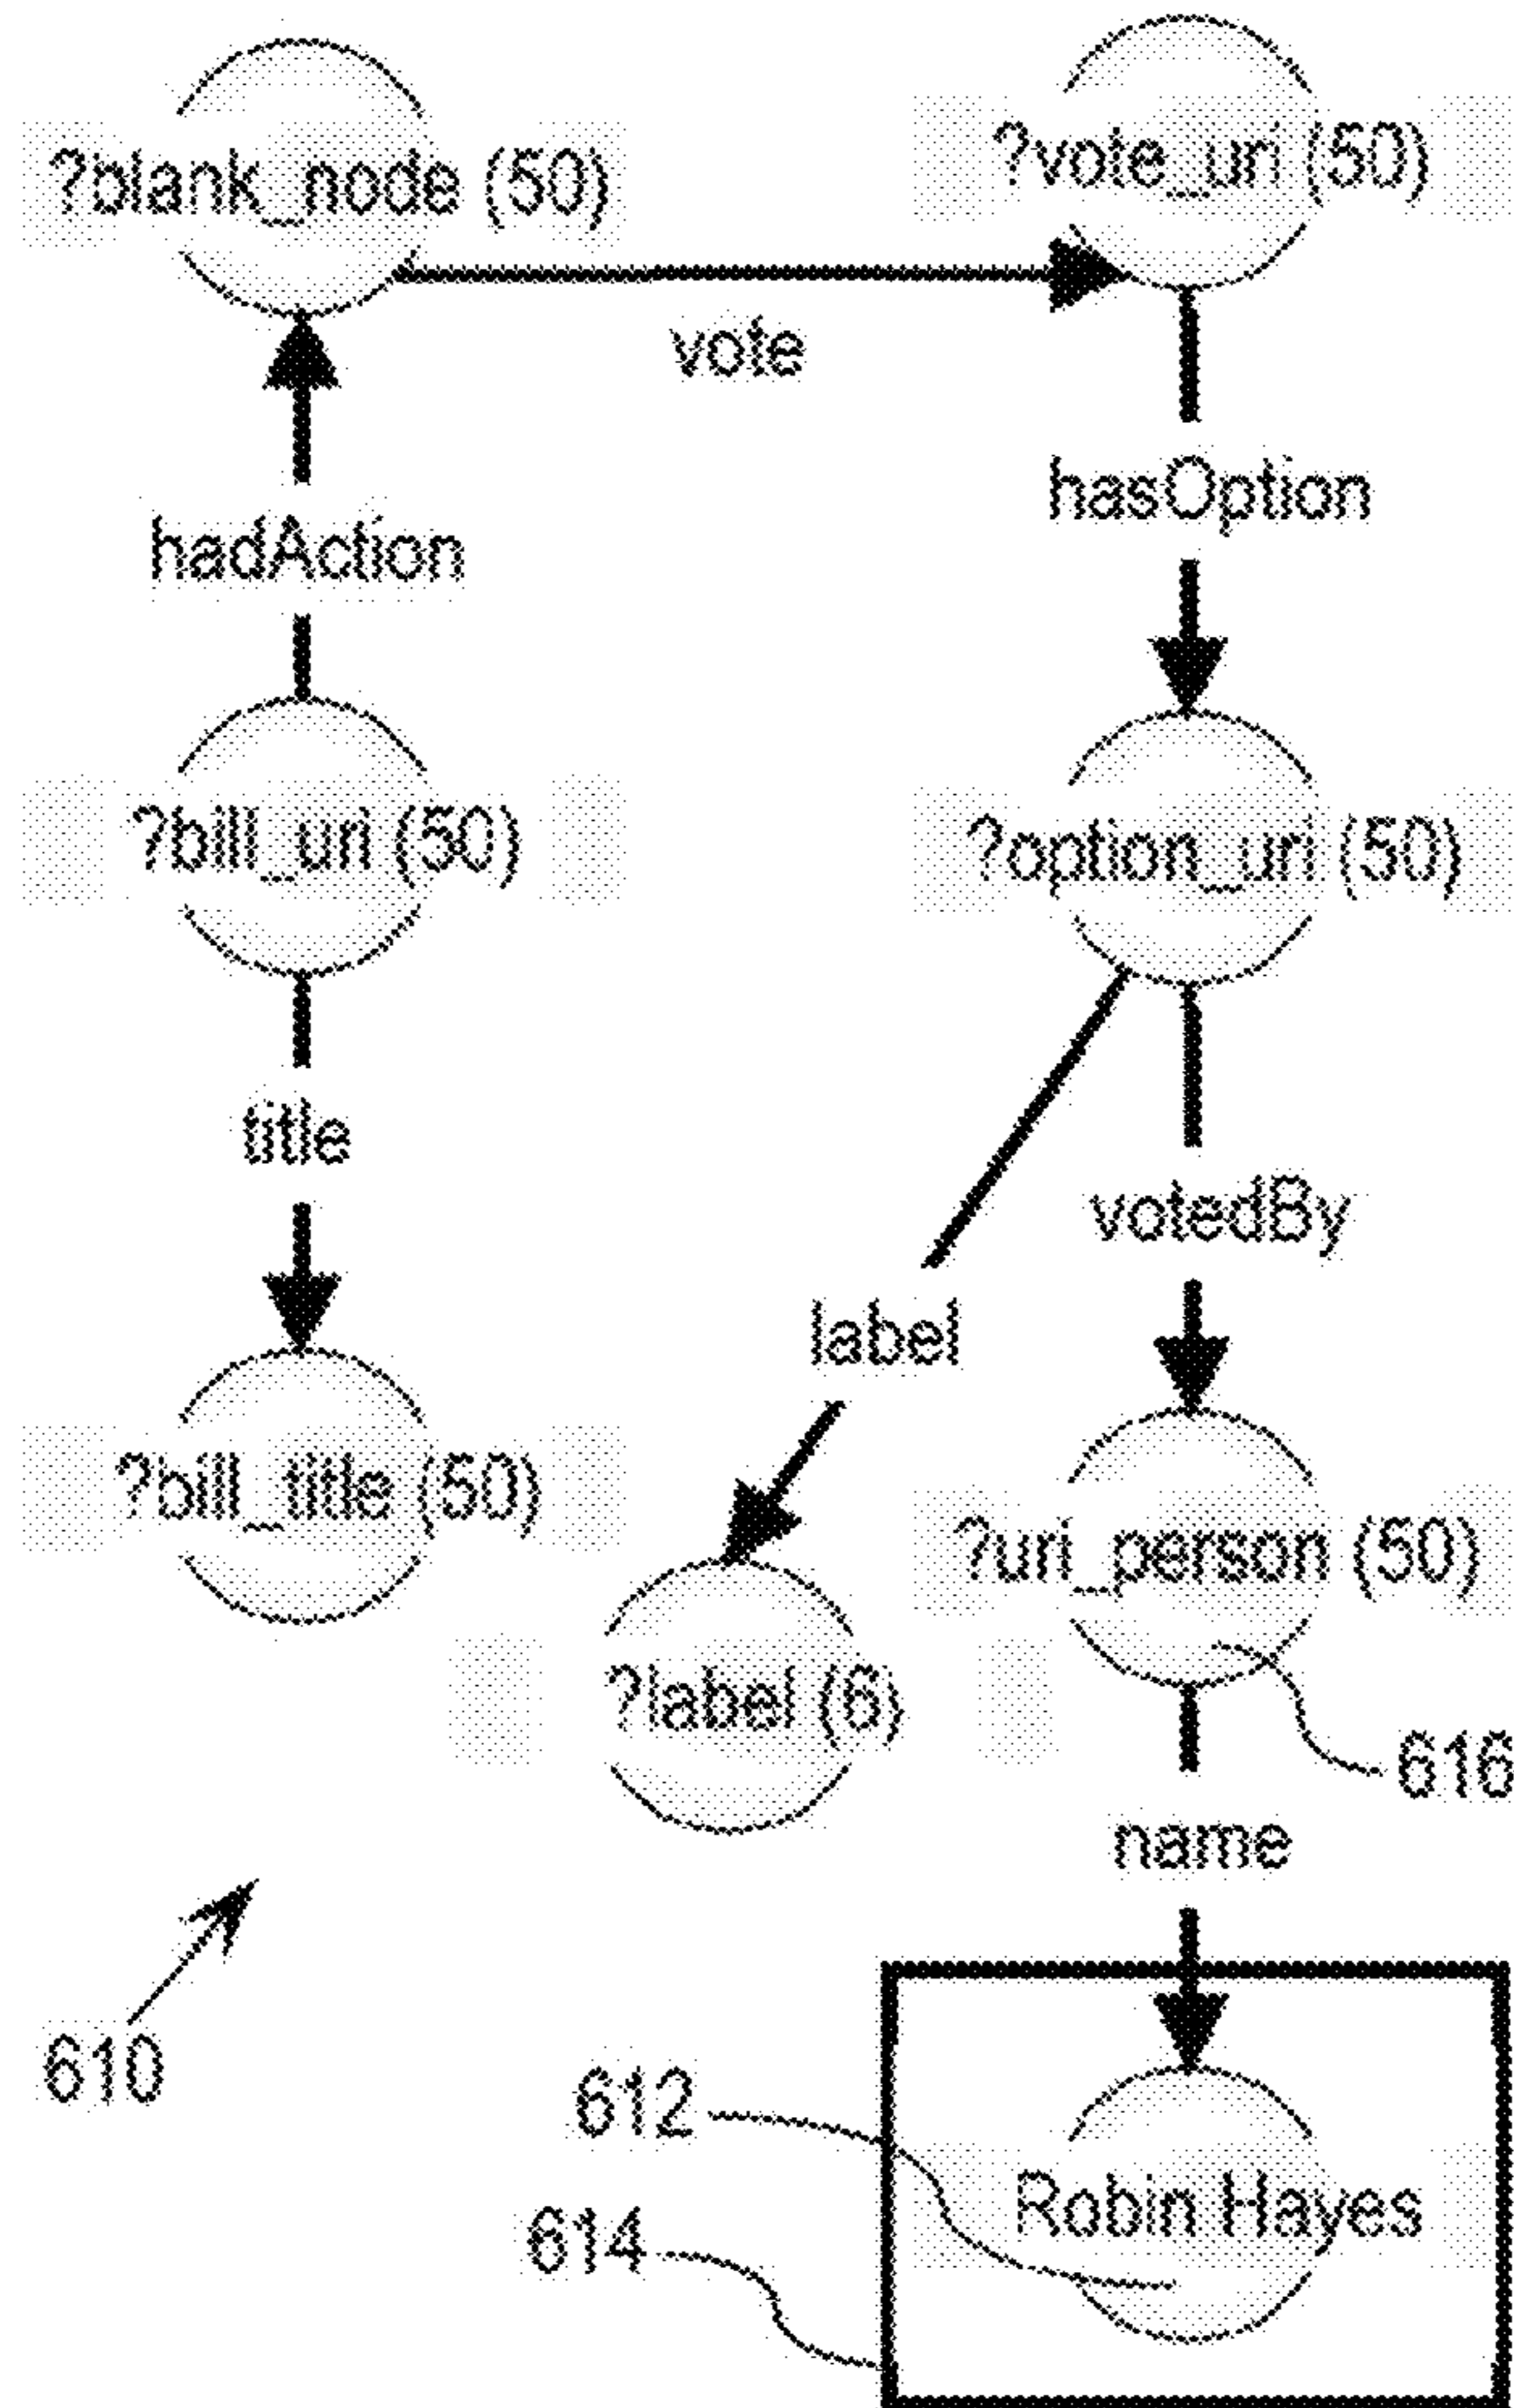 ?blank_node (50)
?vote_uri (50)
vote
hasOption
hadAction
?bill_uri (50)
?option_uri (50)
title
votedBy
label
?bill_title (50)
?uri_person (50)
?label (6)
616
name
610
612
Robin Hayes
614